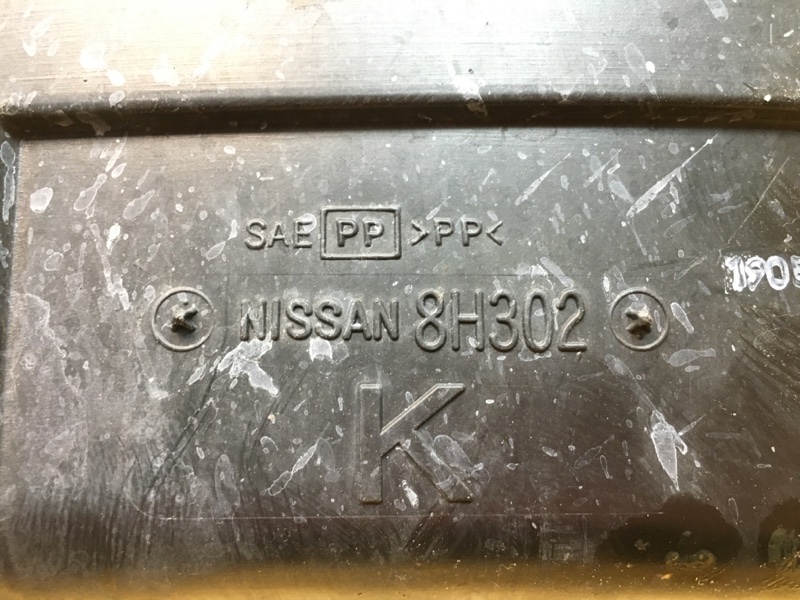 SAE PP >PP<
NISSAN 8H302
K